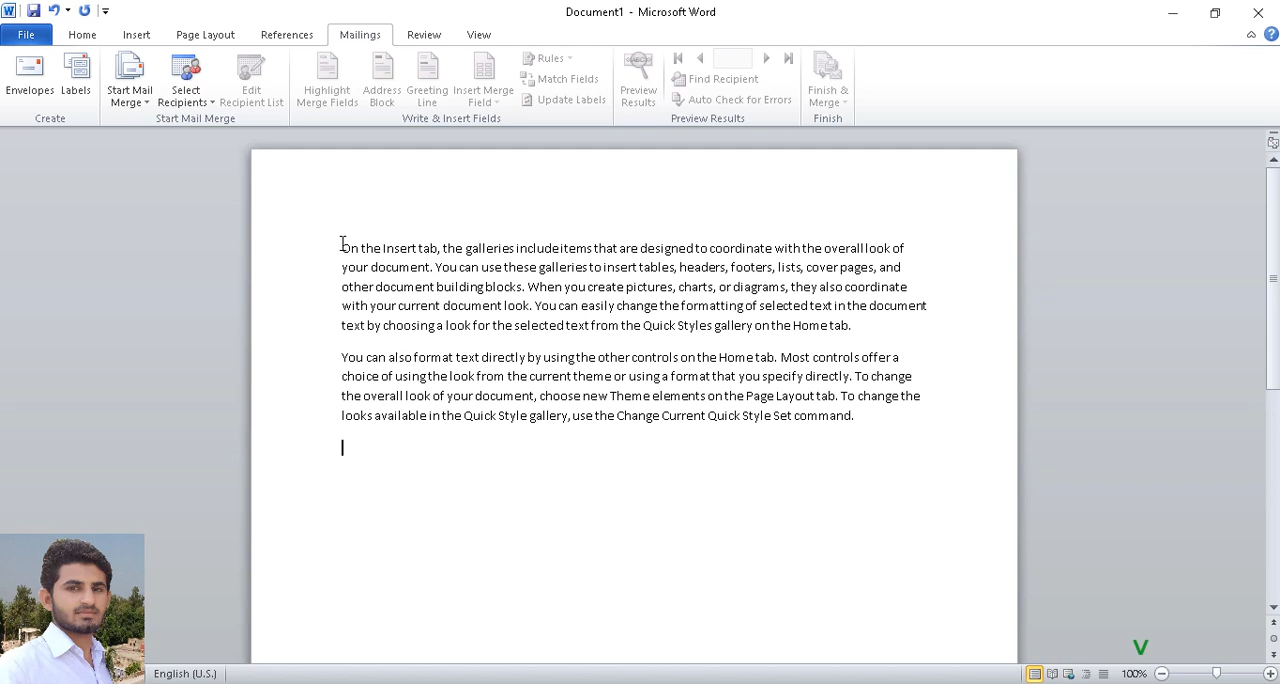 Document1 - Microsoft Word
File Home Insert Page Layout References Mailings Review View
Envelopes Labels Start Mail Merge Select Recipients Edit Recipient List Highlight Merge Fields Address Block Greeting Line Insert Merge Field Rules Match Fields Update Labels Preview Results Find Recipient Auto Check for Errors Finish & Merge
Create Start Mail Merge Write & Insert Fields Preview Results Finish
On the Insert tab, the galleries include items that are designed to coordinate with the overall look of
your document. You can use these galleries to insert tables, headers, footers, lists, cover pages, and
other document building blocks. When you create pictures, charts, or diagrams, they also coordinate
with your current document look. You can easily change the formatting of selected text in the document
text by choosing a look for the selected text from the Quick Styles gallery on the Home tab.
You can also format text directly by using the other controls on the Home tab. Most controls offer a
choice of using the look from the current theme or using a format that you specify directly. To change
the overall look of your document, choose new Theme elements on the Page Layout tab. To change the
looks available in the Quick Style gallery, use the Change Current Quick Style Set command.
V
English (U.S.) 100%